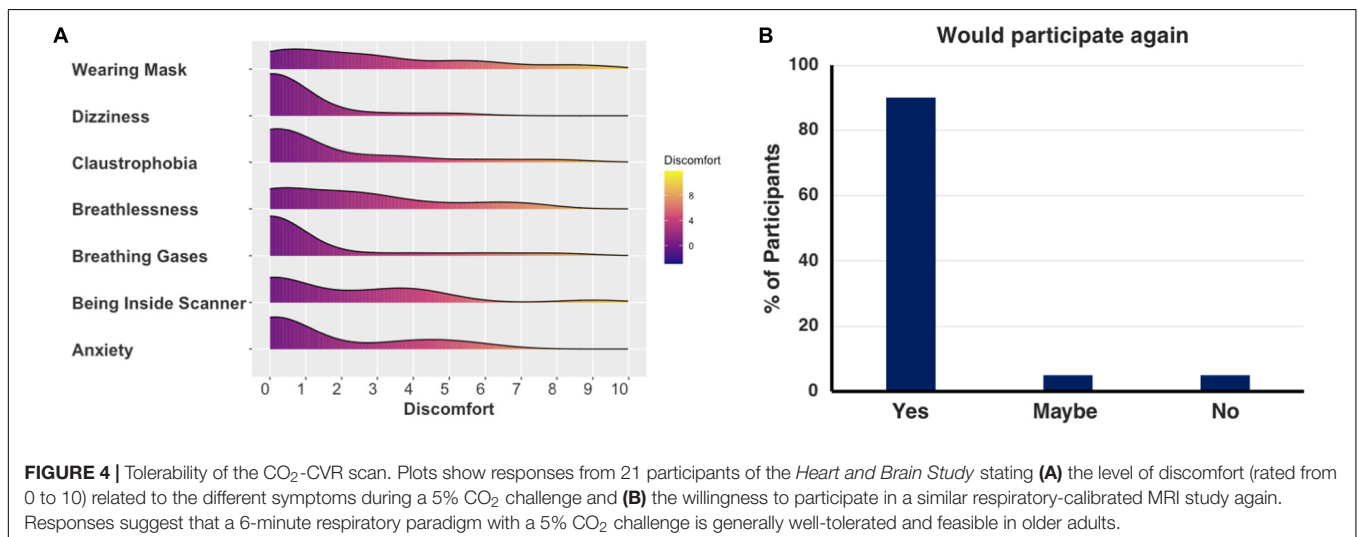 A
Wearing Mask
Dizziness
Claustrophobia
Breathlessness
Breathing Gases
Being Inside Scanner
Anxiety
0 1 2 3 4 5 6 7 8 9 10
Discomfort
Discomfort
8
4
0
B
Would participate again
% of Participants
100
80
60
40
20
0
Yes Maybe No
FIGURE 4 | Tolerability of the CO₂-CVR scan. Plots show responses from 21 participants of the Heart and Brain Study stating (A) the level of discomfort (rated from
0 to 10) related to the different symptoms during a 5% CO₂ challenge and (B) the willingness to participate in a similar respiratory-calibrated MRI study again.
Responses suggest that a 6-minute respiratory paradigm with a 5% CO₂ challenge is generally well-tolerated and feasible in older adults.